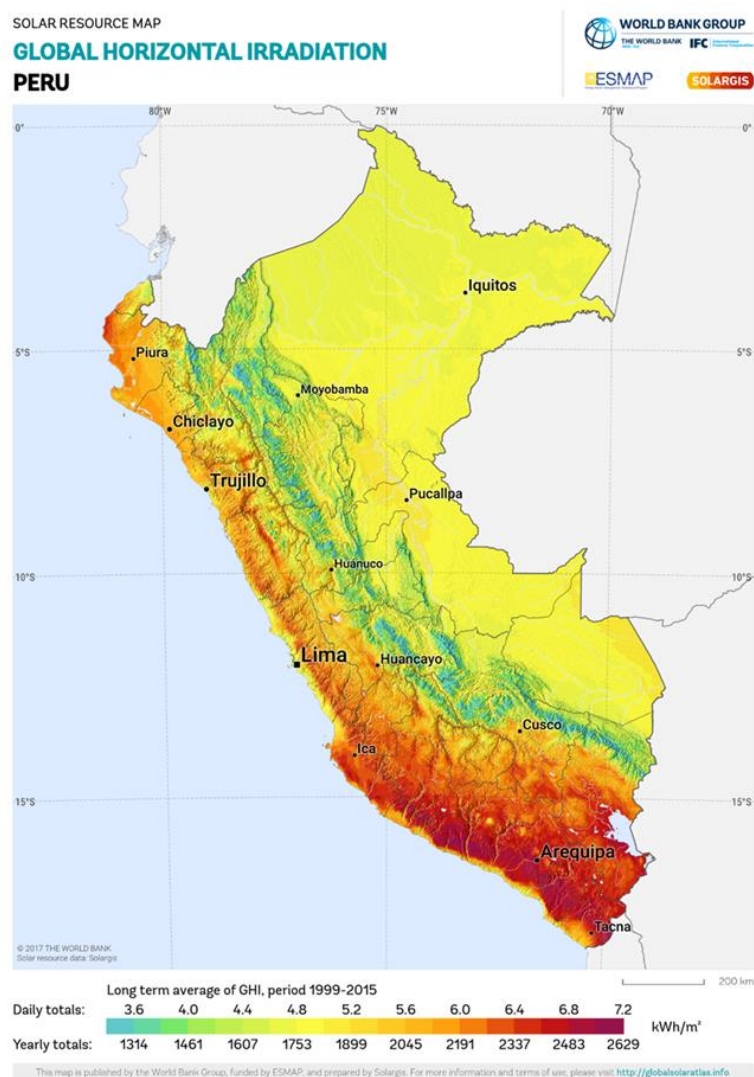 SOLAR RESOURCE MAP
GLOBAL HORIZONTAL IRRADIATION
PERU
WORLD BANK GROUP
THE WORLD BANK
IFC
ESMAP
SOLARGIS
80°W 75°W 70°W
0° 0°
Iquitos
5°S 5°S
Piura
Moyobamba
Chiclayo
Trujillo
Pucallpa
Huanuco
10°S 10°S
Lima
Huancayo
Cusco
Ica
15°S 15°S
Arequipa
Tacna
© 2017 THE WORLD BANK
Solar resource data: Solargis
200 km
Long term average of GHI, period 1999-2015
Daily totals: 3.6 4.0 4.4 4.8 5.2 5.6 6.0 6.4 6.8 7.2
kWh/m²
Yearly totals: 1314 1461 1607 1753 1899 2045 2191 2337 2483 2629
This map is published by the World Bank Group, funded by ESMAP, and prepared by Solargis. For more information and terms of use, please visit http://globalsolaratlas.info.